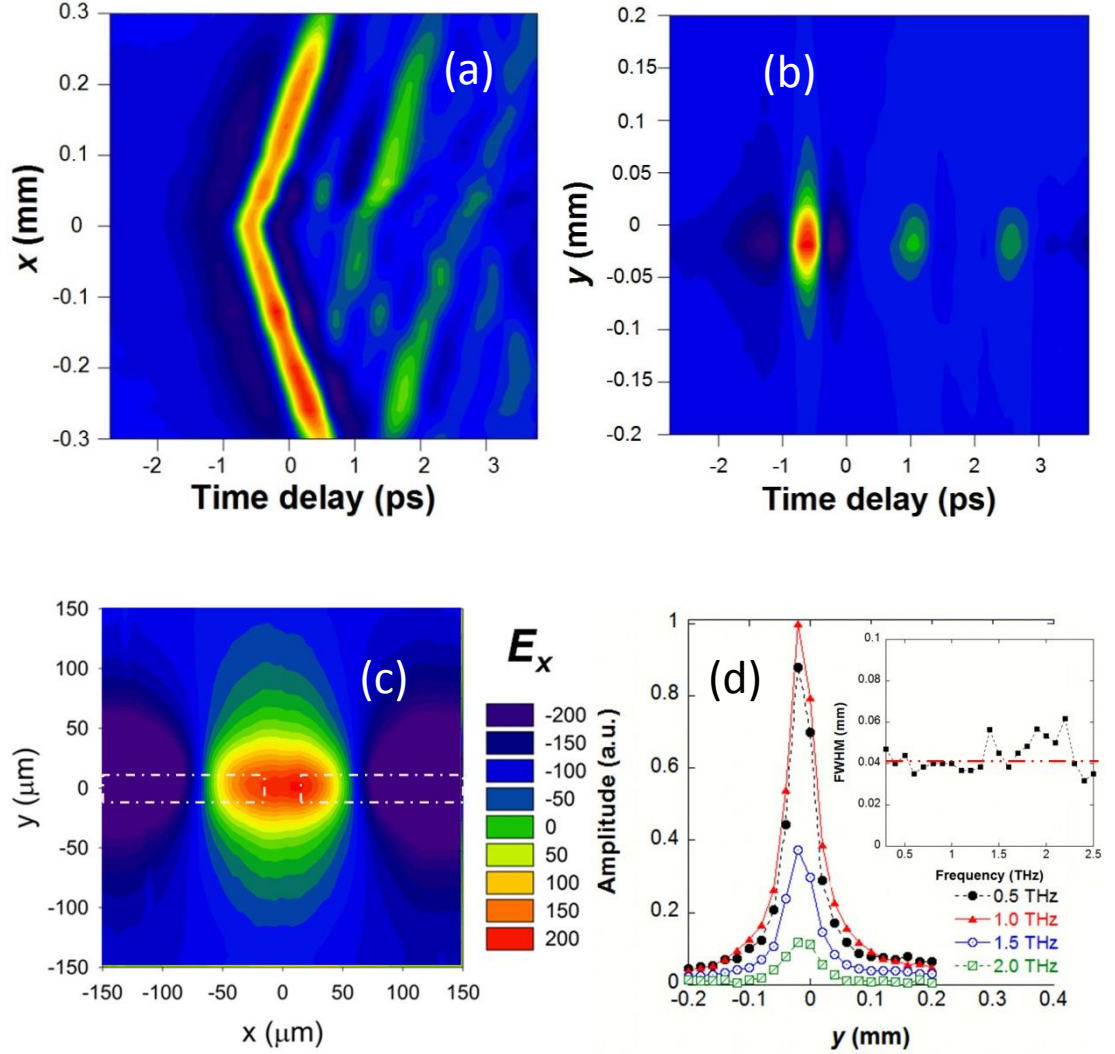 (a)
0.3
0.2
0.1
0
-0.1
-0.2
-0.3
x (mm)
-2 -1 0 1 2 3
Time delay (ps)
(b)
0.2
0.15
0.1
0.05
0
-0.05
-0.1
-0.15
-0.2
y (mm)
-2 -1 0 1 2 3
Time delay (ps)
(c)
150
100
50
0
-50
-100
-150
y (μm)
-150 -100 -50 0 50 100 150
x (μm)
Ex
-200
-150
-100
-50
0
50
100
150
200
(d)
1
0.8
0.6
0.4
0.2
0
Amplitude (a.u.)
-0.2 -0.1 0 0.1 0.2 0.3 0.4
y (mm)
0.1
0.08
0.06
0.04
0.02
0
FWHM (mm)
0.5 1 1.5 2 2.5
Frequency (THz)
0.5 THz
1.0 THz
1.5 THz
2.0 THz